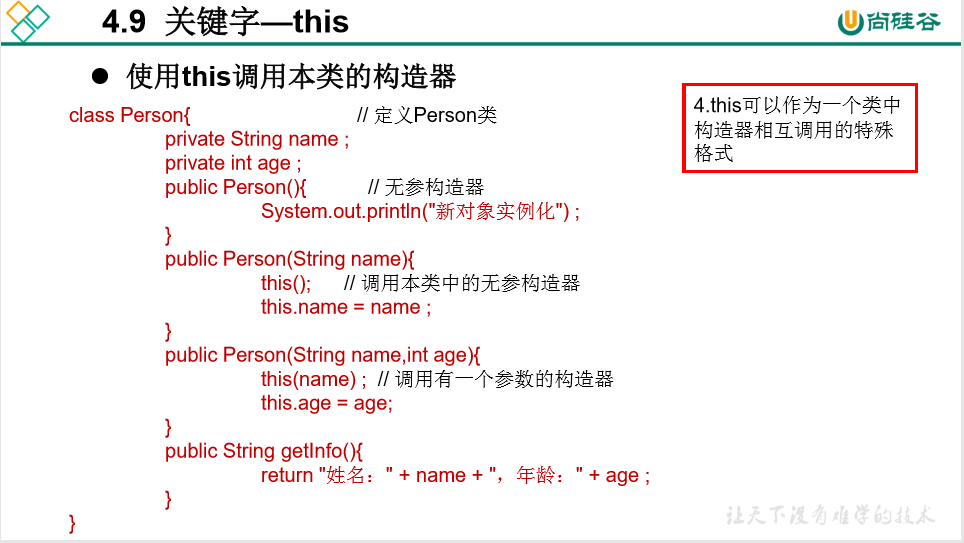 4.9 关键字—this
尚硅谷
● 使用this调用本类的构造器
class Person{ // 定义Person类
private String name ;
private int age ;
public Person(){ // 无参构造器
System.out.println("新对象实例化") ;
}
public Person(String name){
this(); // 调用本类中的无参构造器
this.name = name ;
}
public Person(String name,int age){
this(name) ; // 调用有一个参数的构造器
this.age = age;
}
public String getInfo(){
return "姓名：" + name + "，年龄：" + age ;
}
}
4.this可以作为一个类中
构造器相互调用的特殊
格式
让天下没有难学的技术